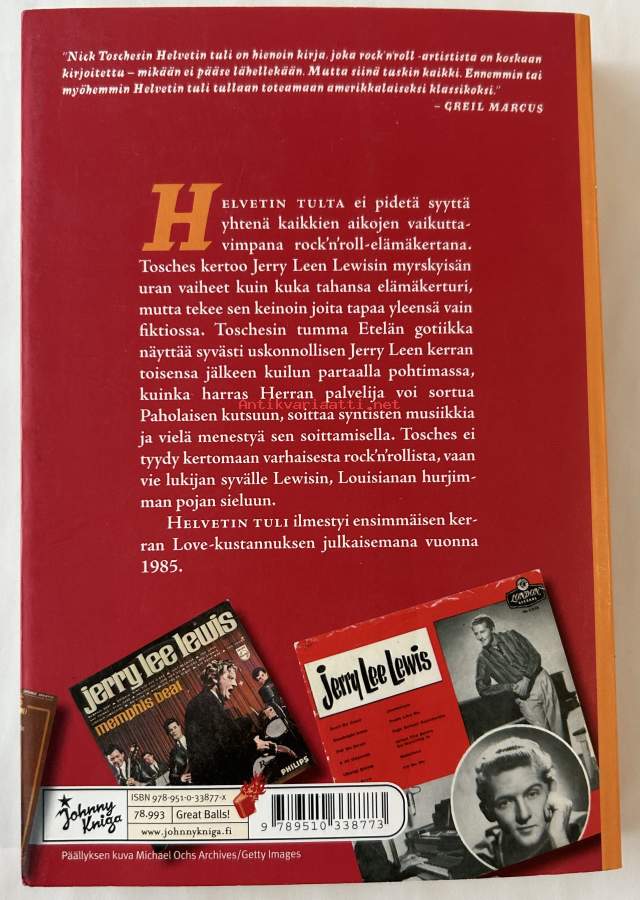 "Nick Toschesin Helvetin tuli on hienoin kirja, joka rock'n'roll -artistista on koskaan
kirjoitettu – mikään ei pääse lähellekään. Mutta siinä tuskin kaikki. Ennemmin tai
myöhemmin Helvetin tuli tullaan toteamaan amerikkalaiseksi klassikoksi."
– GREIL MARCUS
HELVETIN TULTA ei pidetä syyttä
yhtenä kaikkien aikojen vaikutta-
vimpana rock'n'roll-elämäkertana.
Tosches kertoo Jerry Leen Lewisin myrskyisän
uran vaiheet kuin kuka tahansa elämäkerturi,
mutta tekee sen keinoin joita tapaa yleensä vain
fiktiossa. Toschesin tumma Etelän gotiikka
näyttää syvästi uskonnollisen Jerry Leen kerran
toisensa jälkeen kuilun partaalla pohtimassa,
kuinka harras Herran palvelija voi sortua
Antikvariaatti.net
Paholaisen kutsuun, soittaa syntisten musiikkia
ja vielä menestyä sen soittamisella. Tosches ei
tyydy kertomaan varhaisesta rock'n'rollista, vaan
vie lukijan syvälle Lewisin, Louisianan hurjim-
man pojan sieluun.
HELVETIN TULI ilmestyi ensimmäisen ker-
ran Love-kustannuksen julkaisemana vuonna
1985.
jerry lee lewis
memphis beat
PHILIPS
LONDON
RECORDS
Jerry Lee Lewis
Johnny
Kniga
ISBN 978-951-0-33877-X
78.993 Great Balls!
www.johnnykniga.fi
9 789510 338773
Päällyksen kuva Michael Ochs Archives/Getty Images